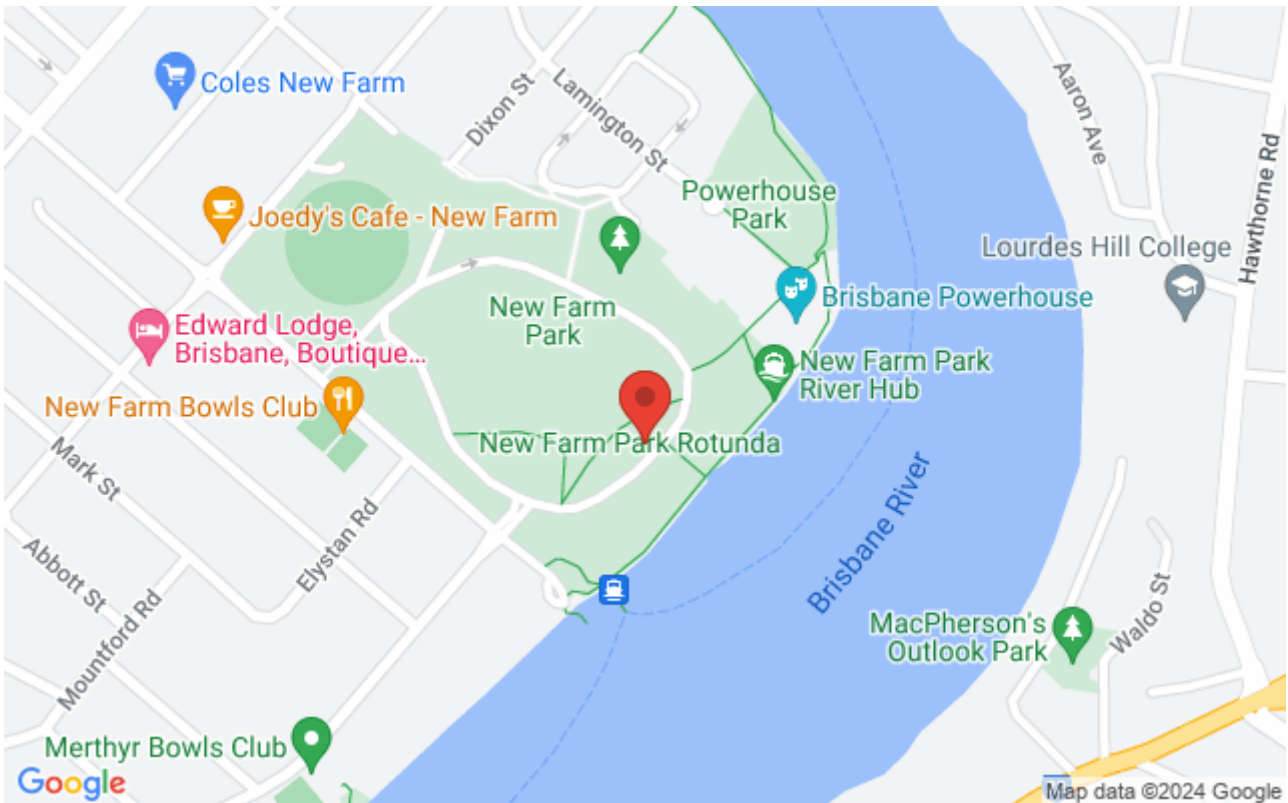 Coles New Farm
Dixon St
Lamington St
Aaron Ave
Hawthorne Rd
Powerhouse
Park
Joedy's Cafe - New Farm
Lourdes Hill College
Brisbane Powerhouse
New Farm
Park
Edward Lodge,
Brisbane, Boutique...
New Farm Park
River Hub
New Farm Bowls Club
New Farm Park Rotunda
Mark St
Elystan Rd
Abbott St
Mountford Rd
Brisbane River
MacPherson's
Outlook Park
Waldo St
Merthyr Bowls Club
Google
Map data ©2024 Google